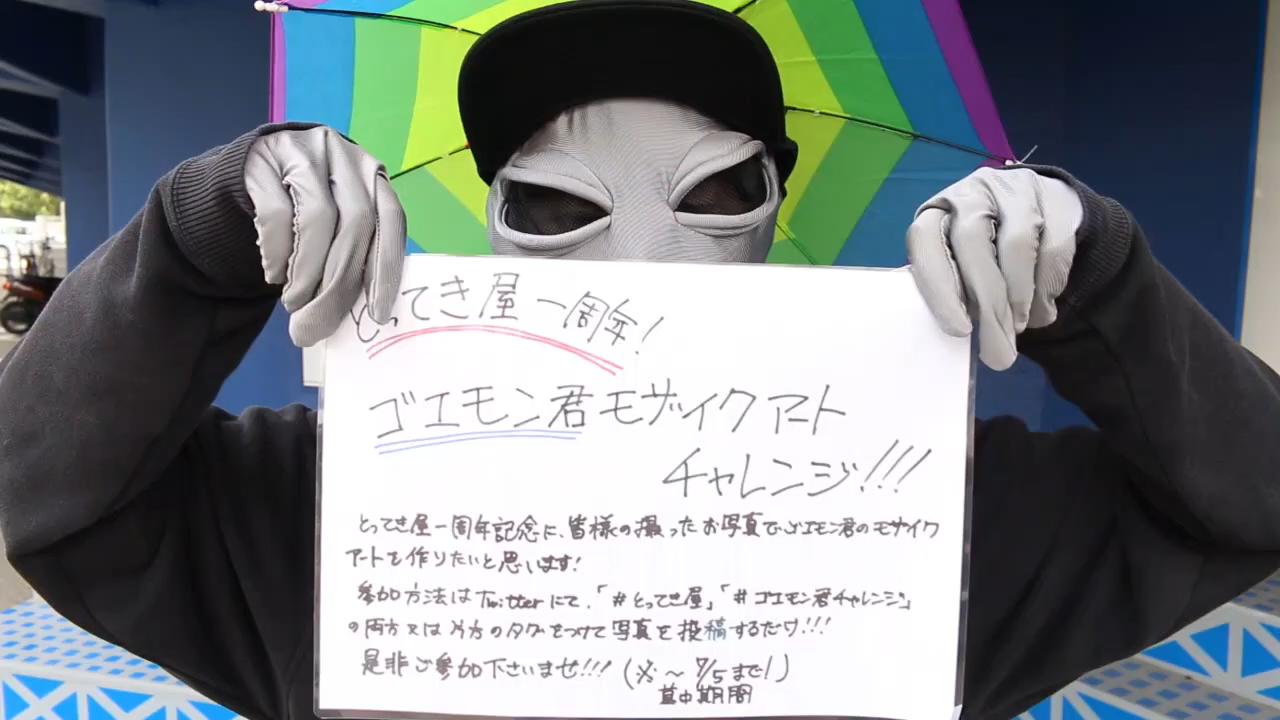 とってき屋一周年!
ゴエモン君モザイクアート
チャレンジ!!!
とってき屋一周年記念に、皆様の撮ったお写真でゴエモン君のモザイク
アートを作りたいと思います!
参加方法はTwitterにて、「#とってき屋」「#ゴエモン君チャレンジ」
の両方又は片方のタグをつけて写真を投稿するだけ!!!
是非ご参加下さいませ!!! (※~7/5まで!)
期間